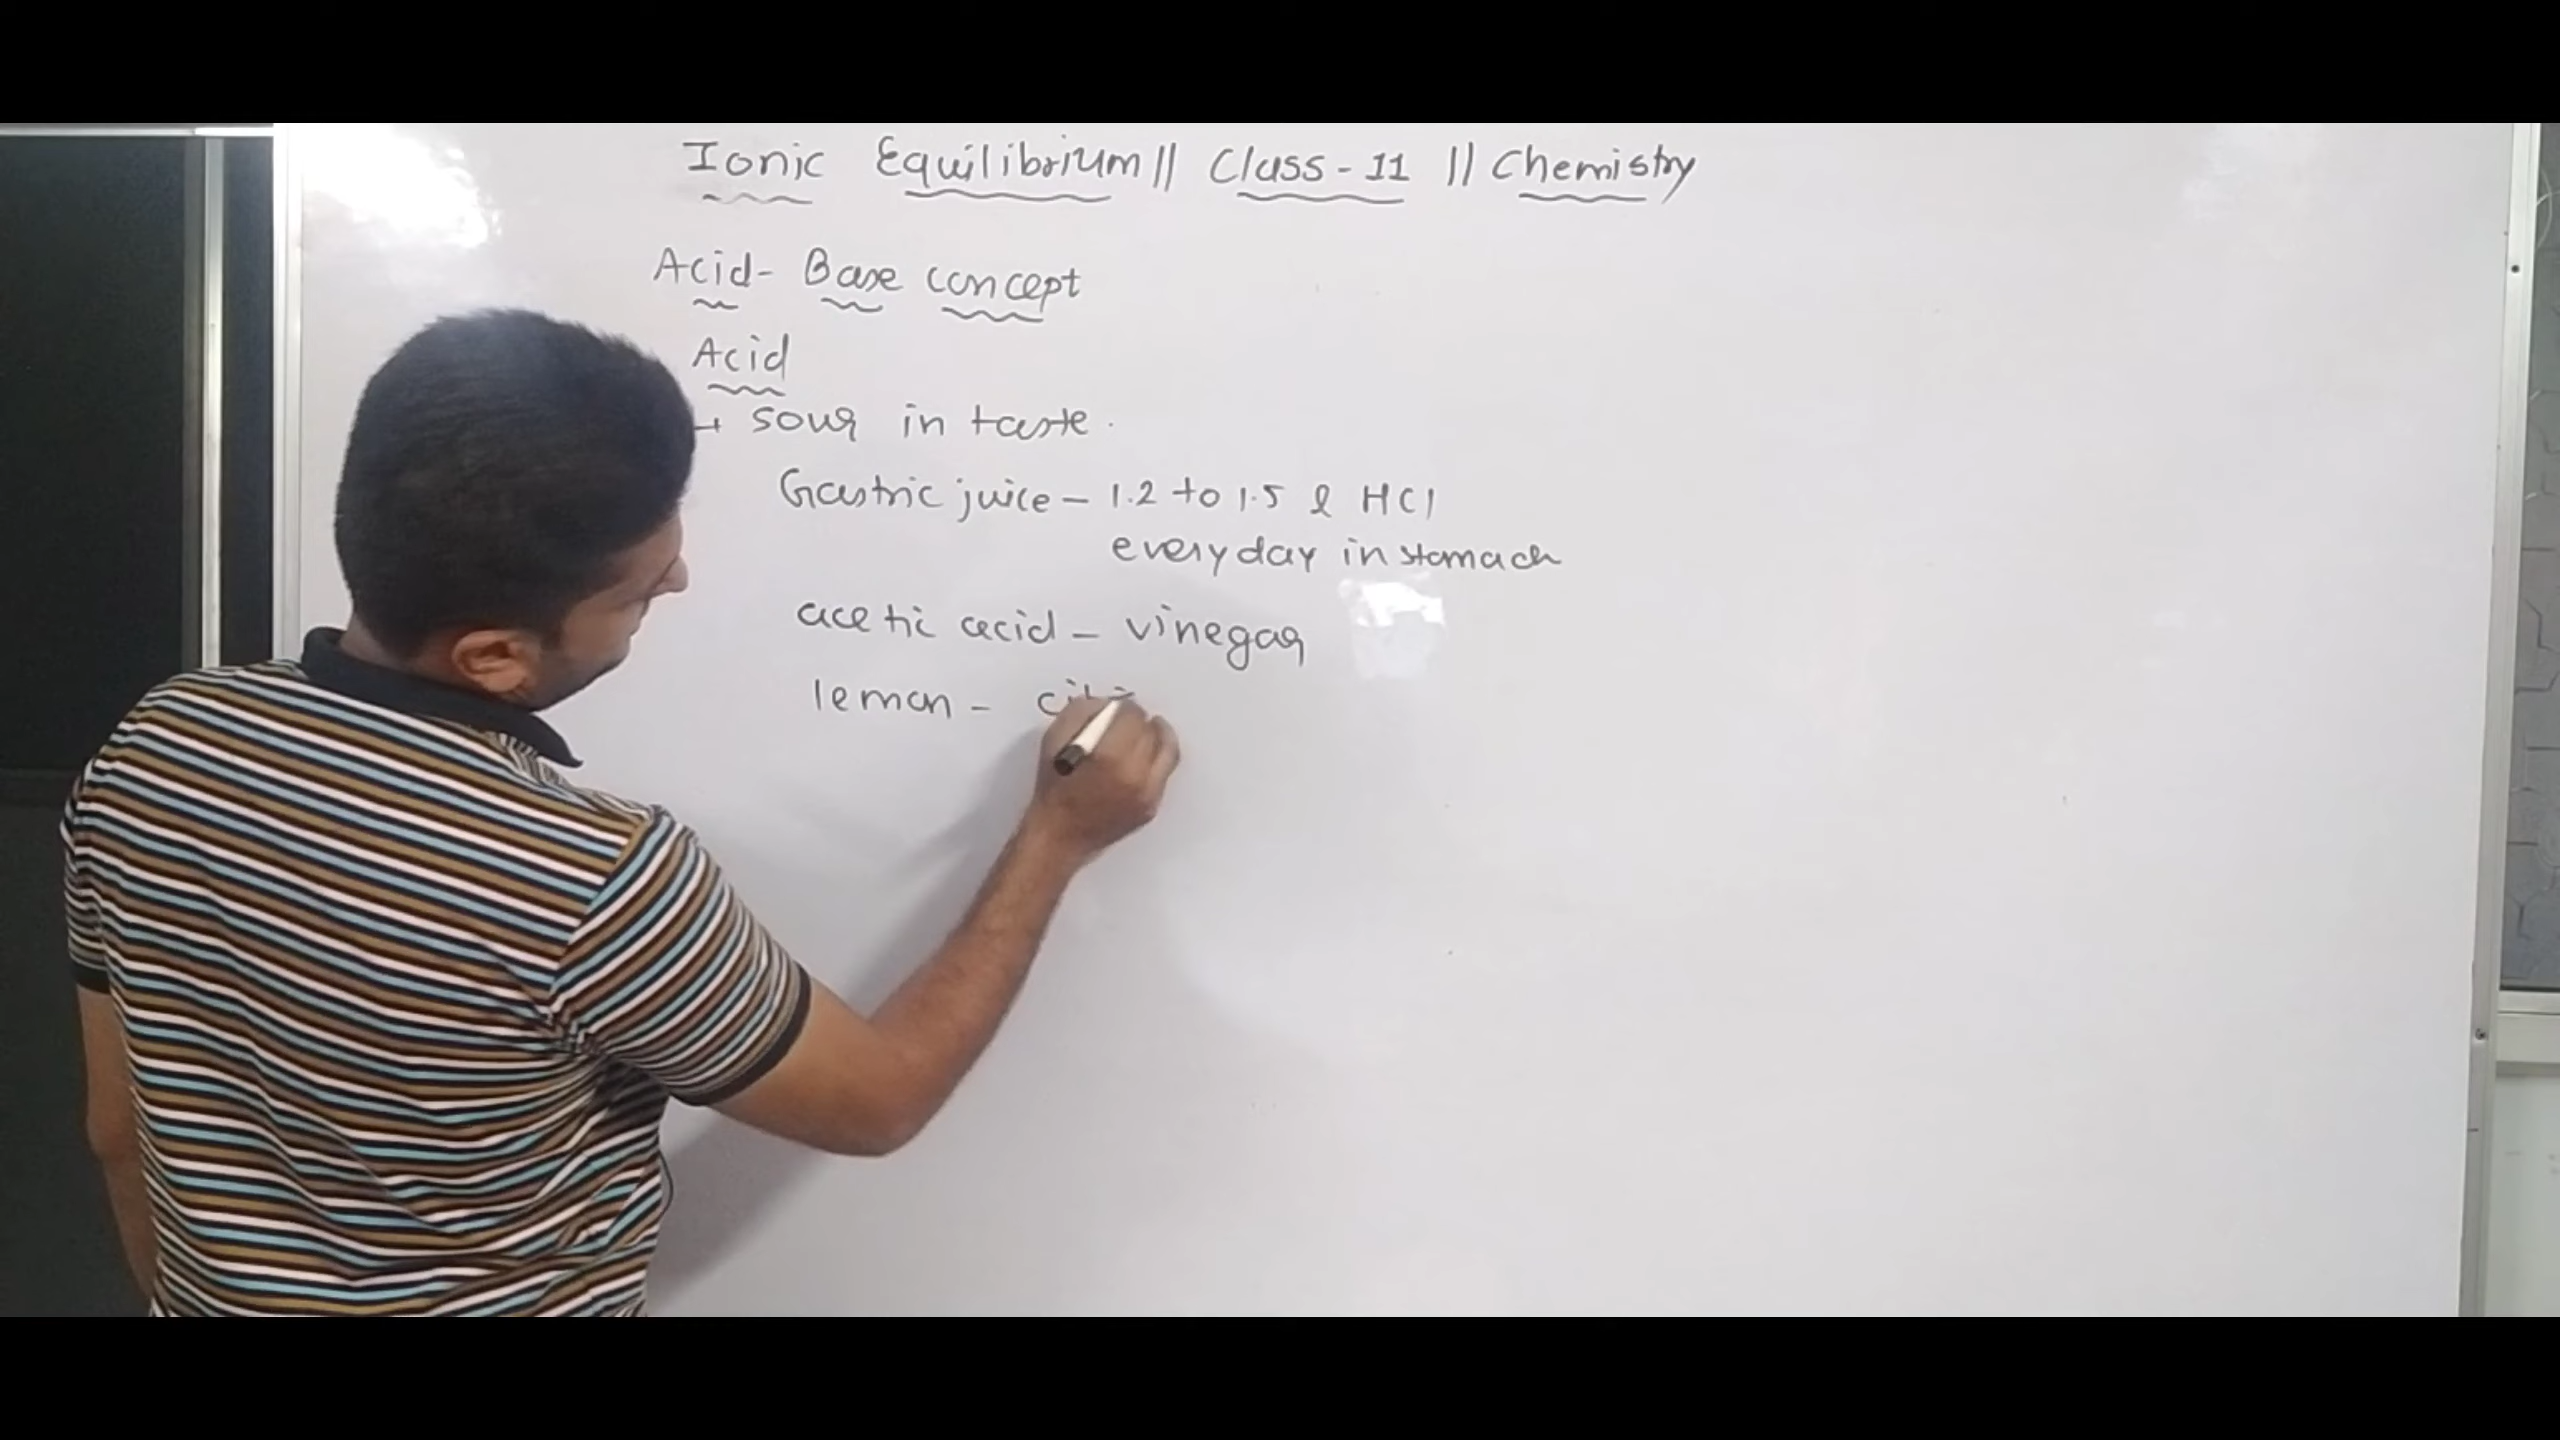 Ionic Equilibrium || Class-11 || Chemistry
Acid-Base concept
Acid
→ sour in taste.
Gastric juice – 1.2 to 1.5 l HCl
everyday in stomach
acetic acid – vinegar
lemon –